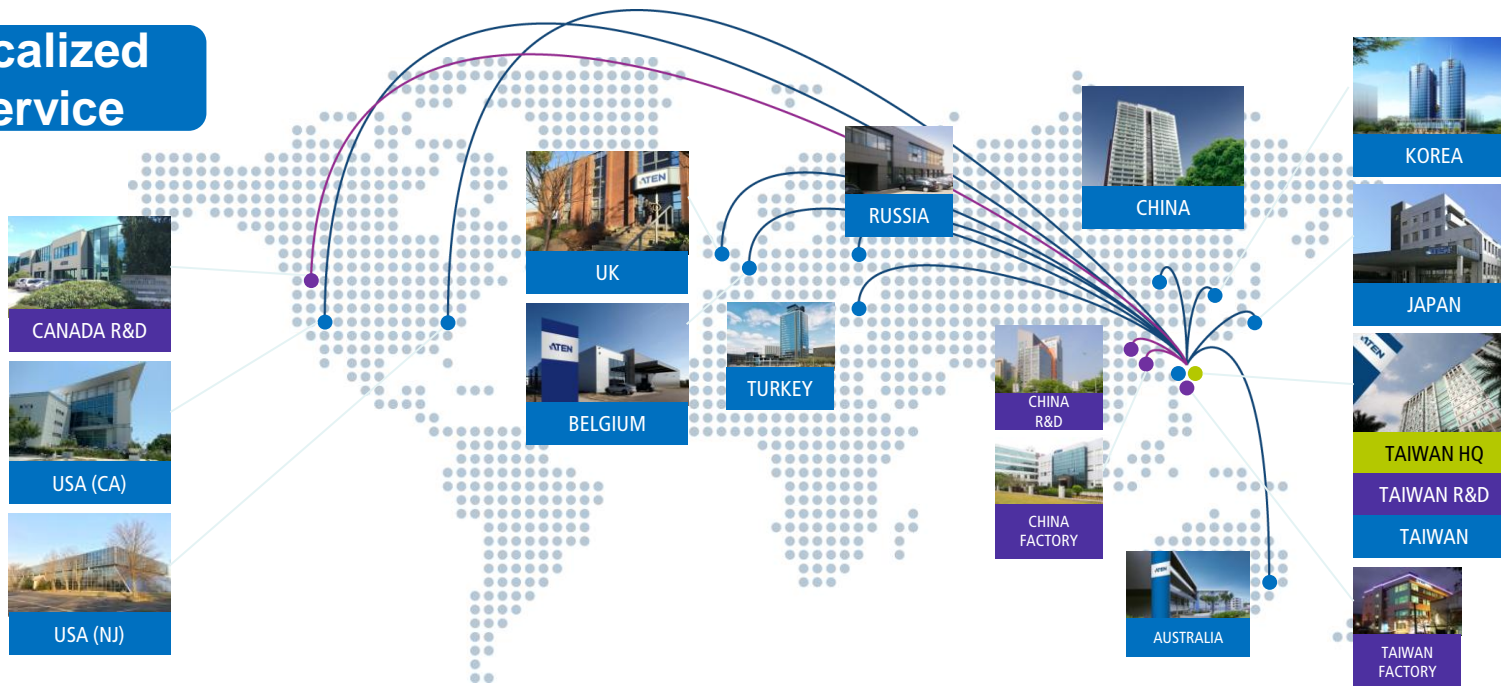 calized
ervice
CANADA R&D
USA (CA)
USA (NJ)
ATEN
UK
ATEN
BELGIUM
TURKEY
RUSSIA
CHINA
CHINA
R&D
CHINA
FACTORY
ATEN
AUSTRALIA
KOREA
JAPAN
ATEN
TAIWAN HQ
TAIWAN R&D
TAIWAN
TAIWAN
FACTORY